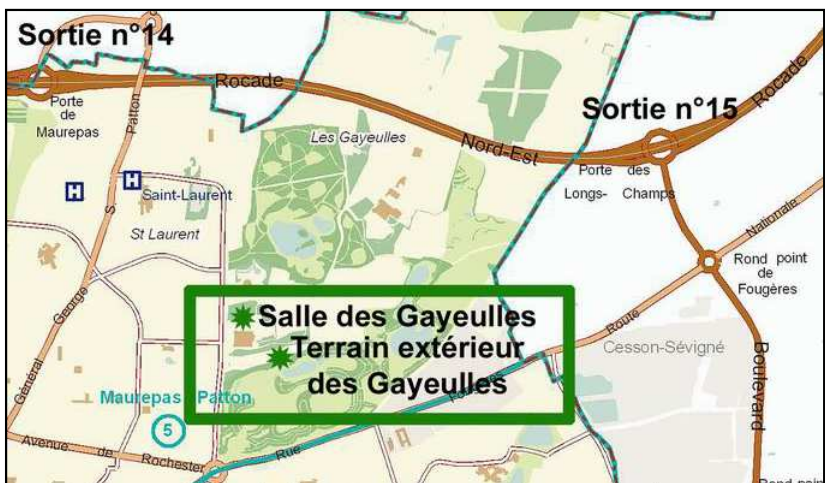 Sortie n°14
Rocade
Porte
de
Maurepas
Patton
Sortie n°15
Rocade
Les Gayeulles
Nord-Est
Porte des
Longs- Champs
H
H
Saint-Laurent
St Laurent
S
Nationale
Rond point
de
Fougères
George
Salle des Gayeulles
Terrain extérieur
des Gayeulles
Route
Cesson-Sévigné
Général
Boulevard
Maurepas Patton
5
Avenue de Rochester
Rue
Rond point